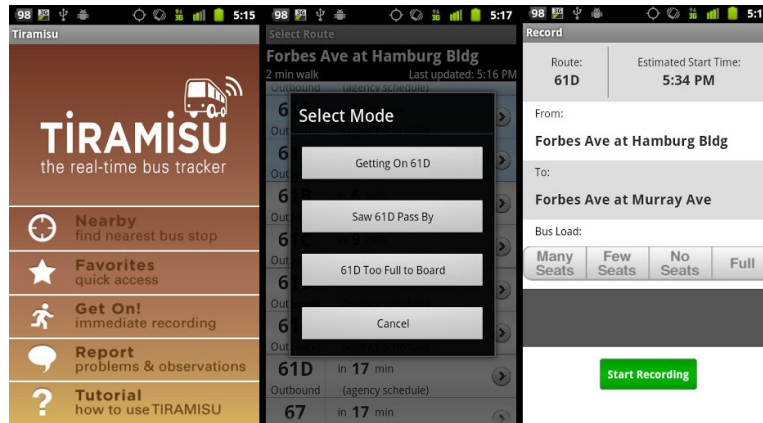 98
3G
5:15
Tiramisu
TiRAMiSU
the real-time bus tracker
Nearby
find nearest bus stop
Favorites
quick access
Get On!
immediate recording
Report
problems & observations
Tutorial
how to use TIRAMISU
98
3G
5:17
Select Route
Forbes Ave at Hamburg Bldg
2 min walk
Last updated: 5:16 PM
Outbound (agency schedule)
Select Mode
Getting On 61D
Saw 61D Pass By
61D Too Full to Board
Cancel
61D in 17 min
Outbound (agency schedule)
67 in 17 min
98
3G
Record
Route:
61D
Estimated Start Time:
5:34 PM
From:
Forbes Ave at Hamburg Bldg
To:
Forbes Ave at Murray Ave
Bus Load:
Many Seats
Few Seats
No Seats
Full
Start Recording